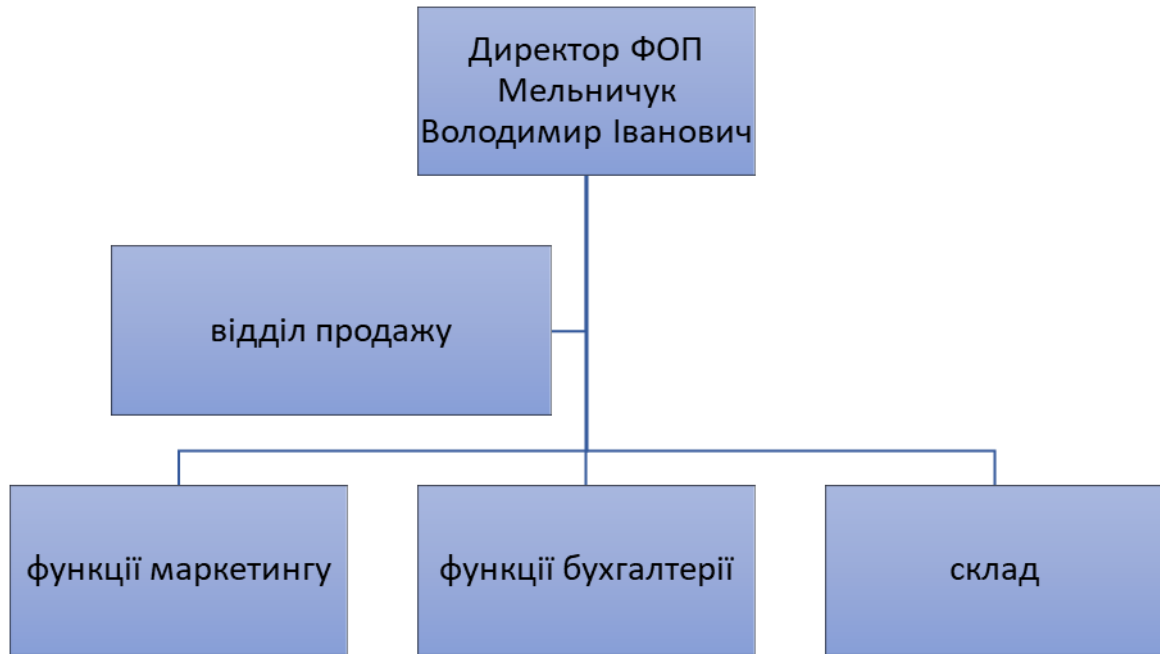 Директор ФОП
Мельничук
Володимир Іванович
відділ продажу
функції маркетингу
функції бухгалтерії
склад